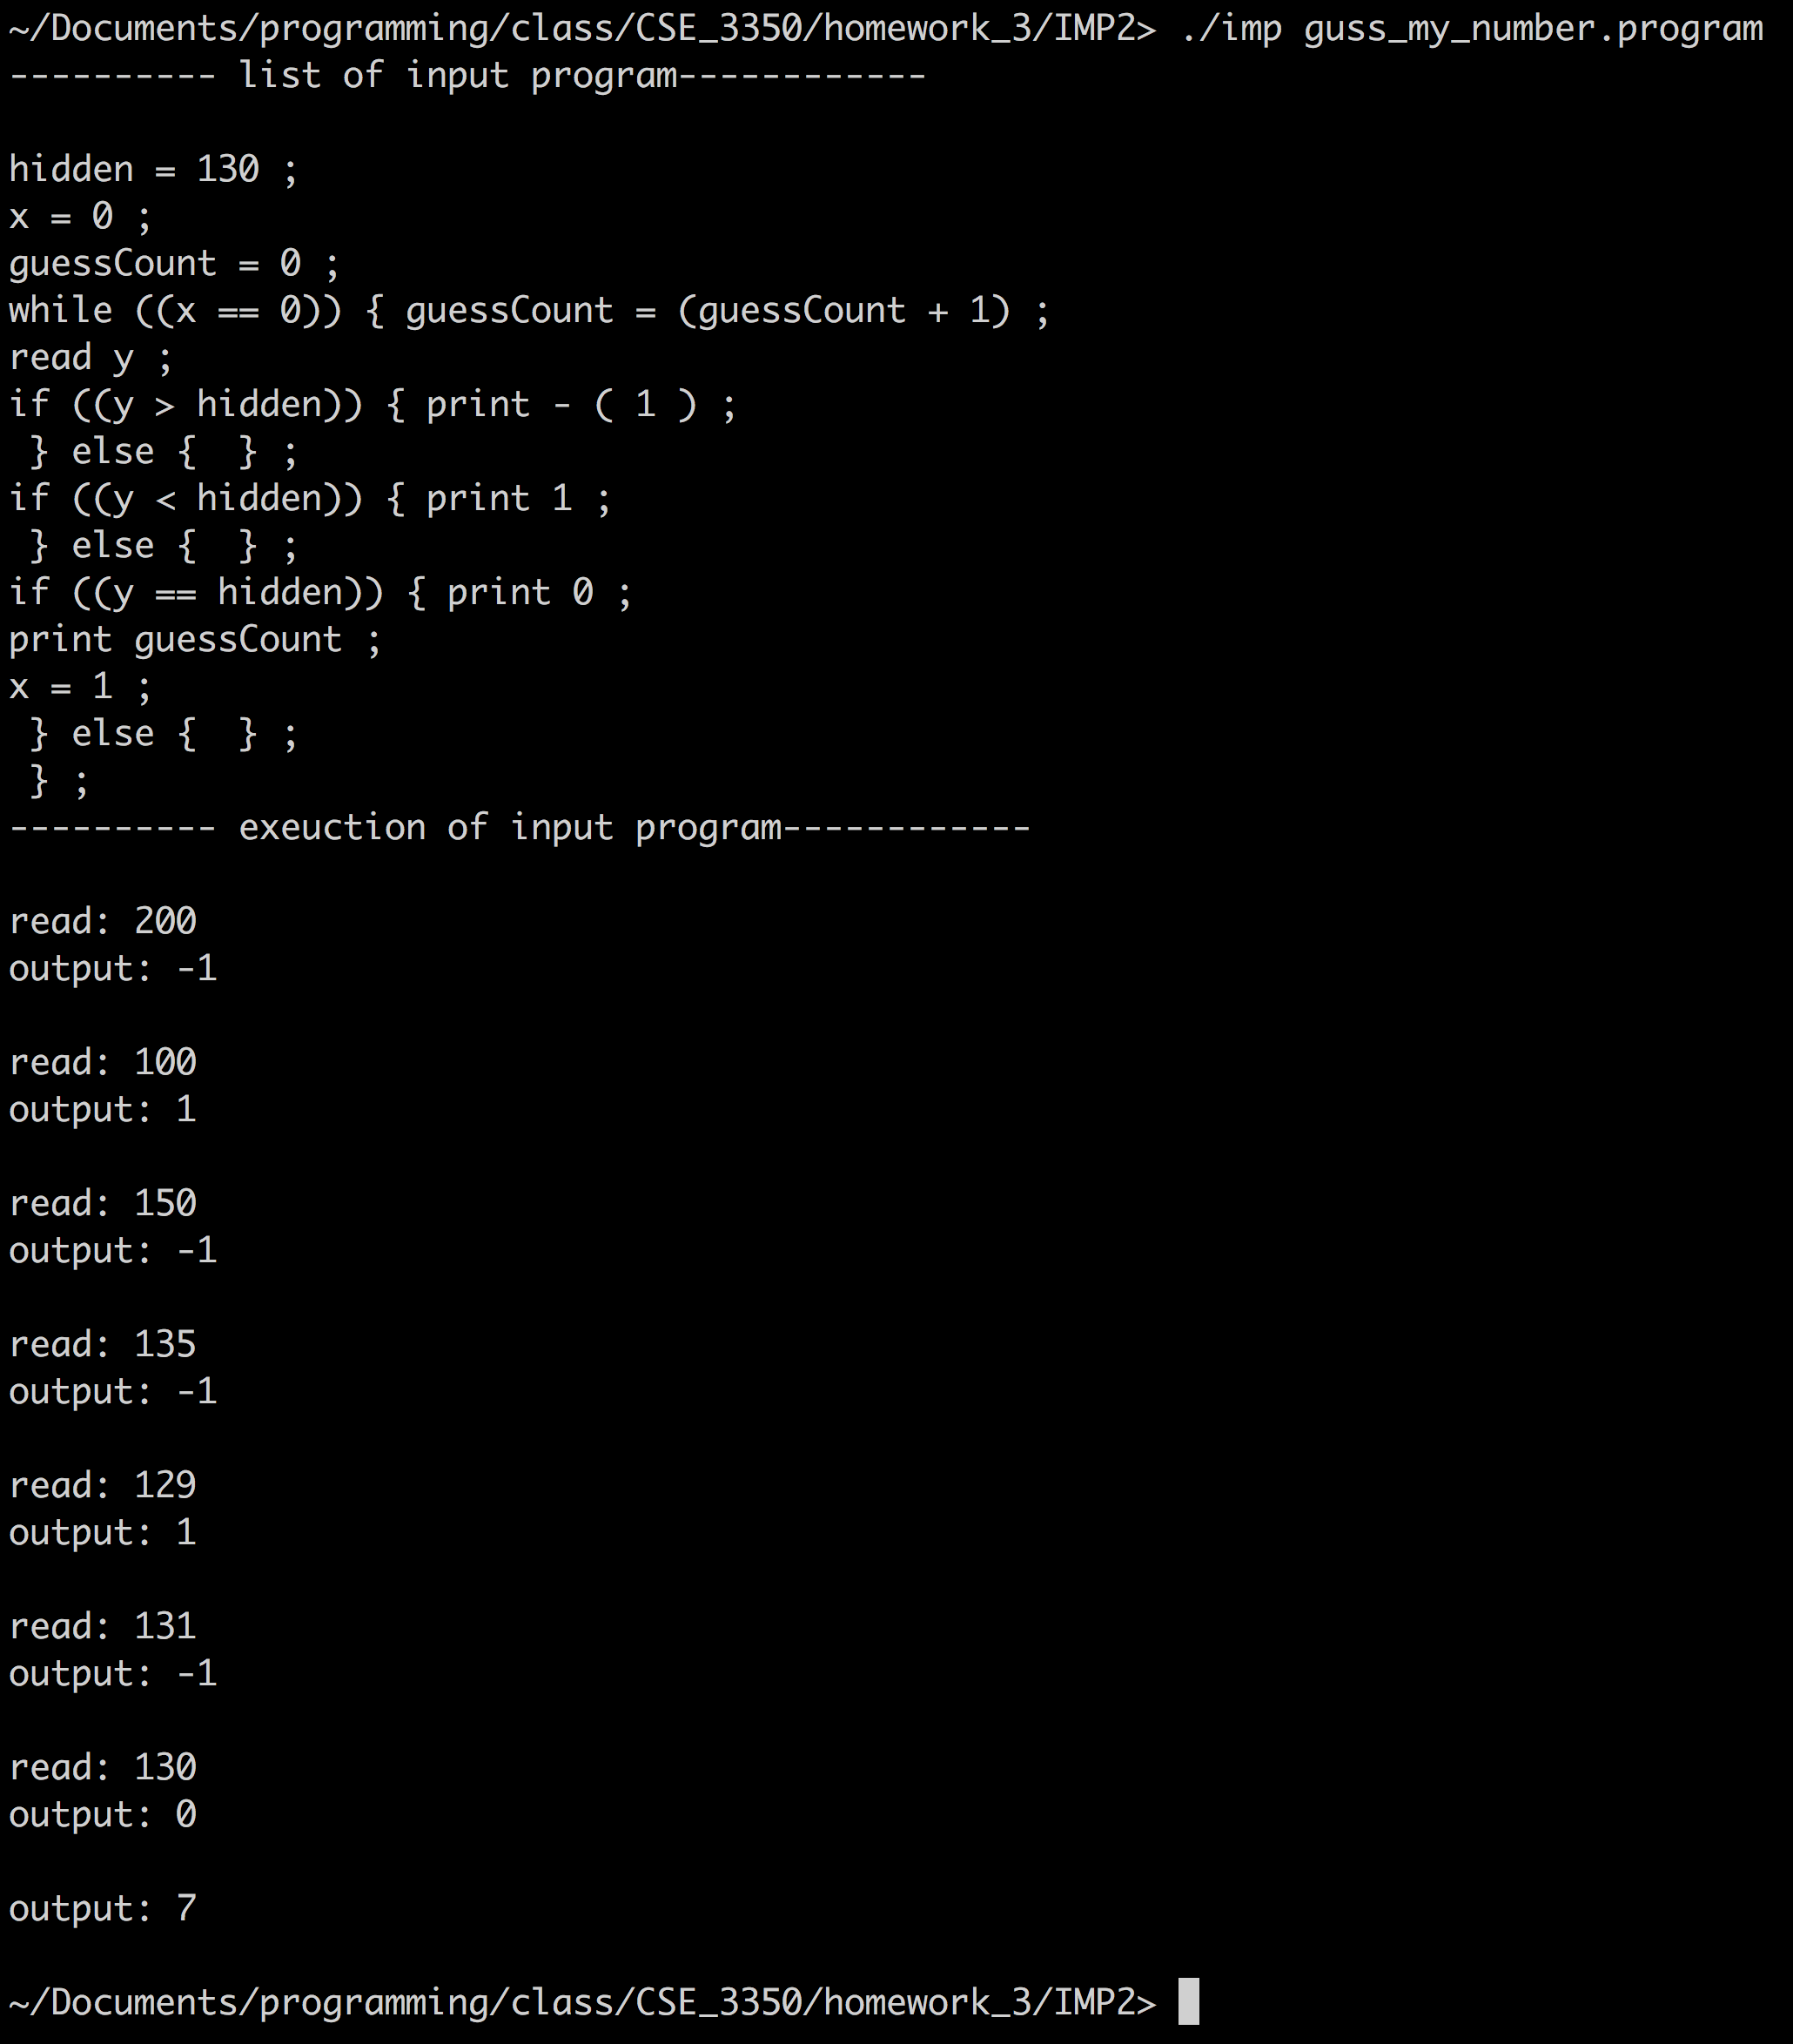 ~/Documents/programming/class/CSE_3350/homework_3/IMP2> ./imp guss_my_number.program
---------- list of input program------------
hidden = 130 ;
x = 0 ;
guessCount = 0 ;
while ((x == 0)) { guessCount = (guessCount + 1) ;
read y ;
if ((y > hidden)) { print - ( 1 ) ;
 } else {  } ;
if ((y < hidden)) { print 1 ;
 } else {  } ;
if ((y == hidden)) { print 0 ;
print guessCount ;
x = 1 ;
 } else {  } ;
 } ;
---------- exeuction of input program------------
read: 200
output: -1
read: 100
output: 1
read: 150
output: -1
read: 135
output: -1
read: 129
output: 1
read: 131
output: -1
read: 130
output: 0
output: 7
~/Documents/programming/class/CSE_3350/homework_3/IMP2>